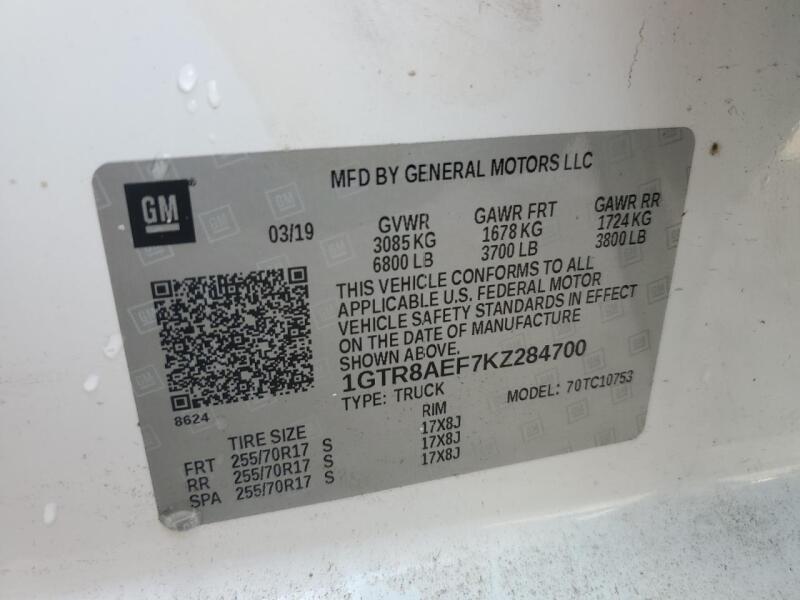 MFD BY GENERAL MOTORS LLC
GM
03/19
GVWR GAWR FRT GAWR RR
3085 KG 1678 KG 1724 KG
6800 LB 3700 LB 3800 LB
THIS VEHICLE CONFORMS TO ALL
APPLICABLE U.S. FEDERAL MOTOR
VEHICLE SAFETY STANDARDS IN EFFECT
ON THE DATE OF MANUFACTURE
SHOWN ABOVE.
1GTR8AEF7KZ284700
TYPE: TRUCK MODEL: 70TC10753
8624
TIRE SIZE RIM
FRT 255/70R17 S 17X8J
RR 255/70R17 S 17X8J
SPA 255/70R17 S 17X8J